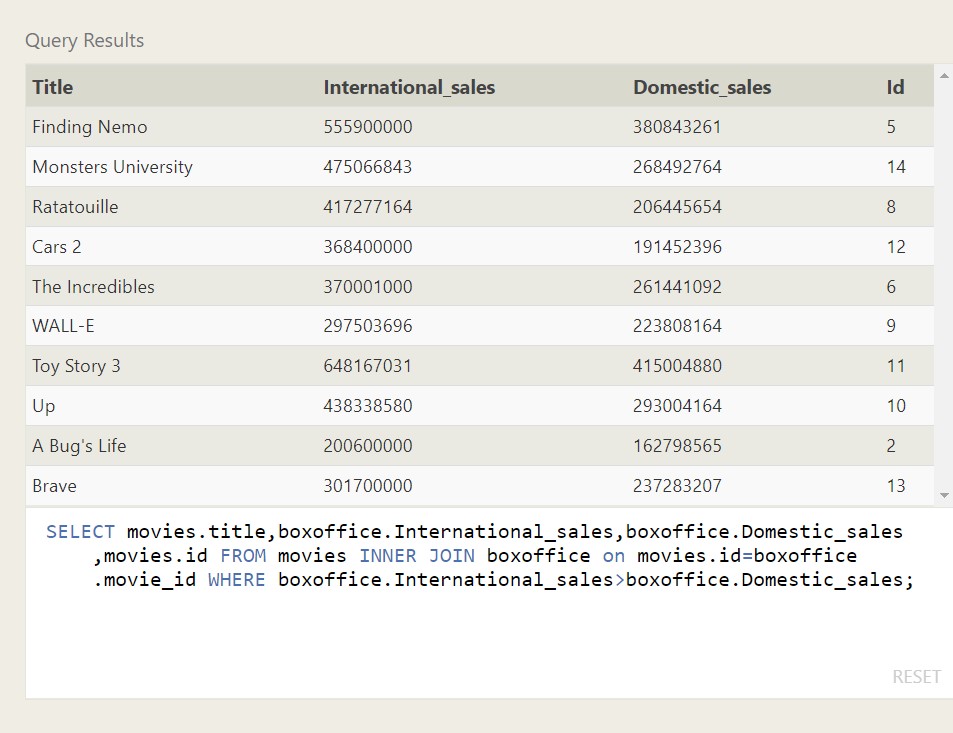 Query Results
Title International_sales Domestic_sales Id
Finding Nemo 555900000 380843261 5
Monsters University 475066843 268492764 14
Ratatouille 417277164 206445654 8
Cars 2 368400000 191452396 12
The Incredibles 370001000 261441092 6
WALL-E 297503696 223808164 9
Toy Story 3 648167031 415004880 11
Up 438338580 293004164 10
A Bug's Life 200600000 162798565 2
Brave 301700000 237283207 13
SELECT movies.title,boxoffice.International_sales,boxoffice.Domestic_sales
,movies.id FROM movies INNER JOIN boxoffice on movies.id=boxoffice
.movie_id WHERE boxoffice.International_sales>boxoffice.Domestic_sales;
RESET